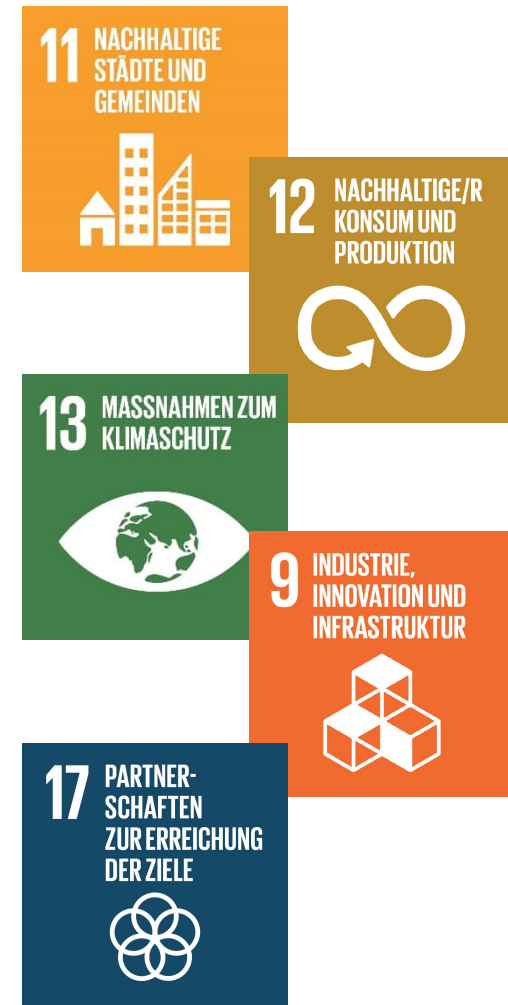 11 NACHHALTIGE
STÄDTE UND
GEMEINDEN
12 NACHHALTIGE/R
KONSUM UND
PRODUKTION
13 MASSNAHMEN ZUM
KLIMASCHUTZ
9 INDUSTRIE,
INNOVATION UND
INFRASTRUKTUR
17 PARTNER-
SCHAFTEN
ZUR ERREICHUNG
DER ZIELE